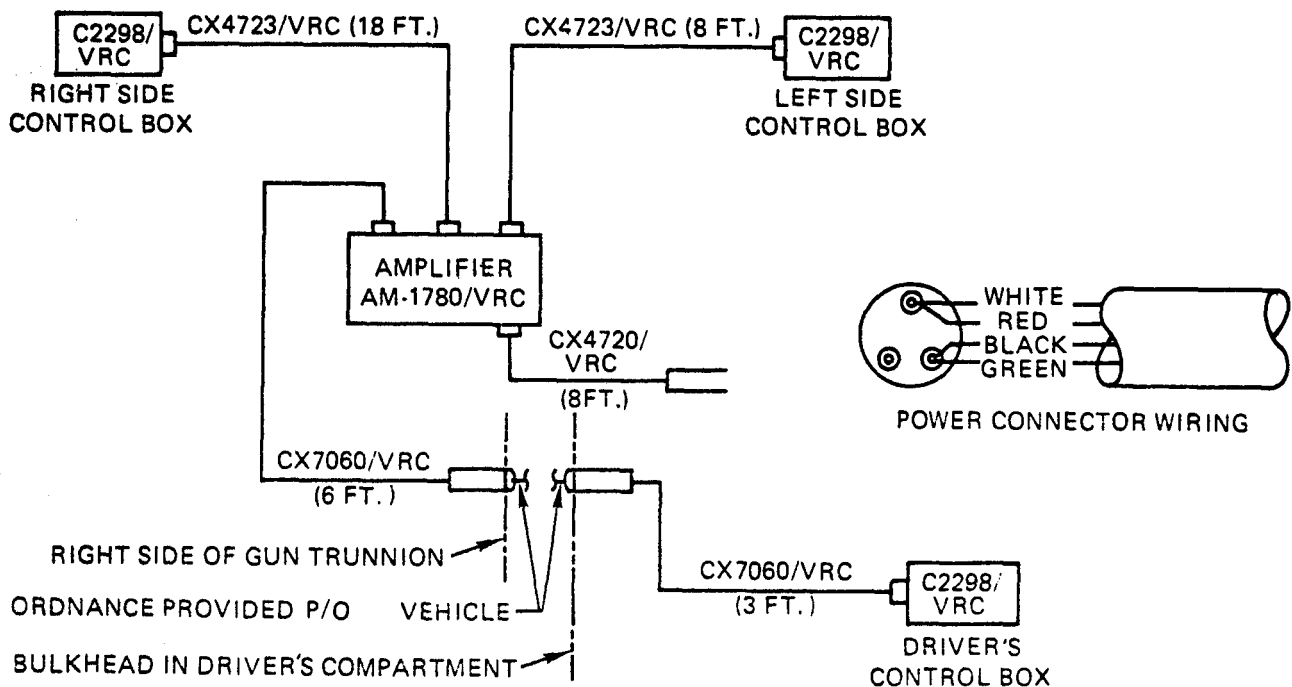 C2298/
VRC
CX4723/VRC (18 FT.)
CX4723/VRC (8 FT.)
C2298/
VRC
RIGHT SIDE
CONTROL BOX
LEFT SIDE
CONTROL BOX
AMPLIFIER
AM-1780/VRC
WHITE
RED
BLACK
GREEN
CX4720/
VRC
(8FT.)
POWER CONNECTOR WIRING
CX7060/VRC
(6 FT.)
RIGHT SIDE OF GUN TRUNNION
CX7060/VRC
(3 FT.)
C2298/
VRC
ORDNANCE PROVIDED P/O VEHICLE
DRIVER'S
CONTROL BOX
BULKHEAD IN DRIVER'S COMPARTMENT